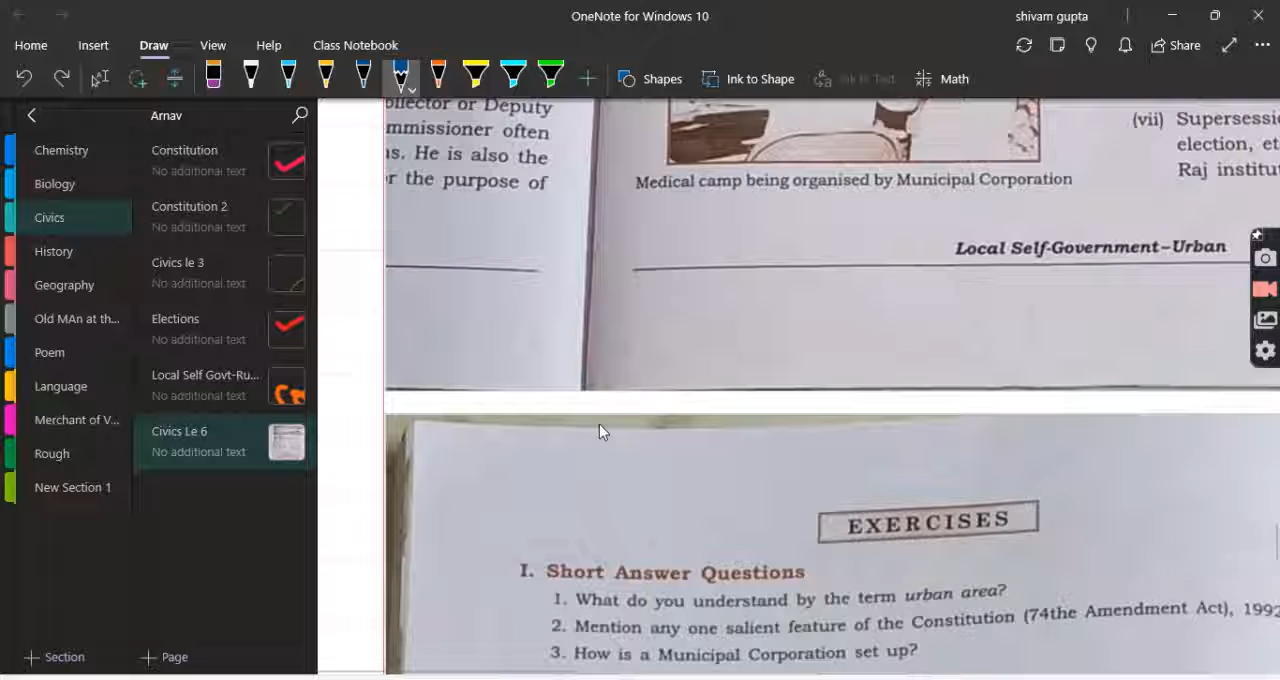 OneNote for Windows 10
shivam gupta
Home Insert Draw View Help Class Notebook
Share
Shapes Ink to Shape Ink to Text Math
Arnav
Chemistry
Biology
Civics
History
Geography
Old MAn at th...
Poem
Language
Merchant of V...
Rough
New Section 1
Section
Constitution
No additional text
Constitution 2
No additional text
Civics le 3
No additional text
Elections
No additional text
Local Self Govt-Ru...
No additional text
Civics Le 6
No additional text
Page
or Deputy
mmissioner often
s. He is also the
r the purpose of
Medical camp being organised by Municipal Corporation
(vii) Supersessi
election, et
Raj institu
Local Self-Government–Urban
EXERCISES
I. Short Answer Questions
1. What do you understand by the term urban area?
2. Mention any one salient feature of the Constitution (74the Amendment Act), 1992
3. How is a Municipal Corporation set up?